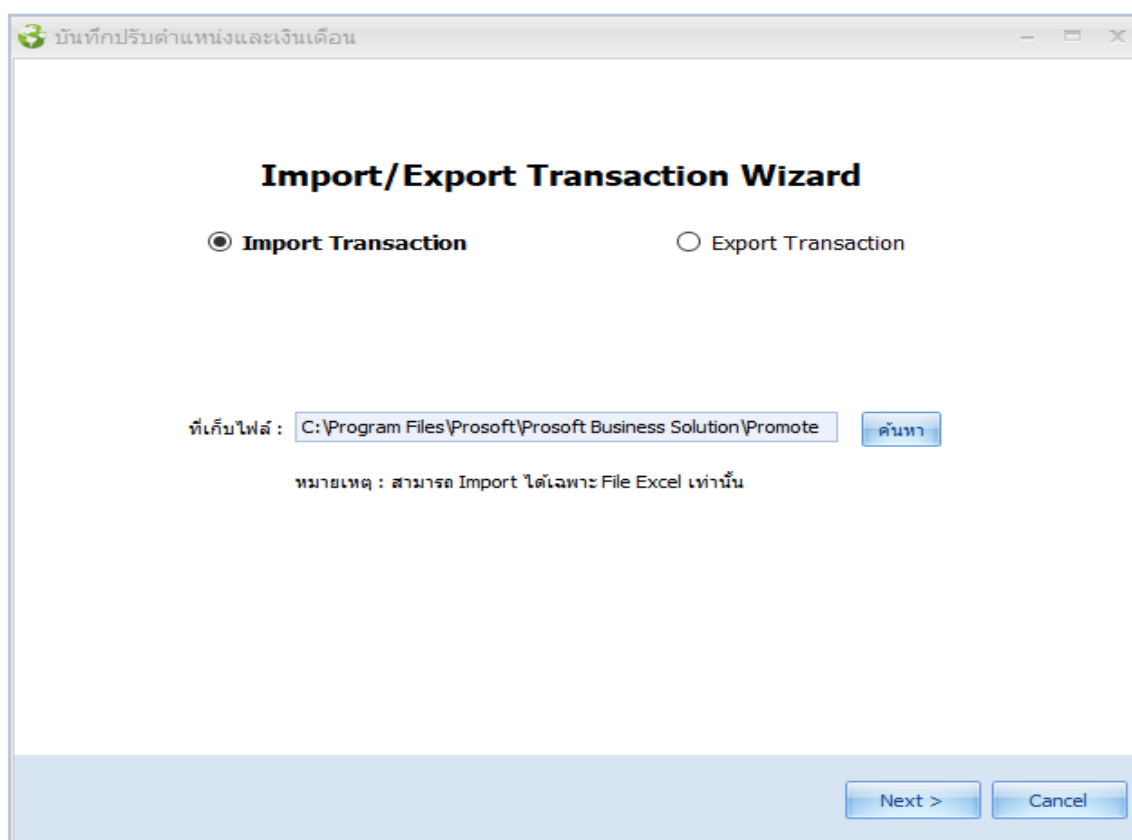 บันทึกปรับตำแหน่งและเงินเดือน
Import/Export Transaction Wizard
Import Transaction Export Transaction
ที่เก็บไฟล์ : C:\Program Files\Prosoft\Prosoft Business Solution\Promote ค้นหา
หมายเหตุ : สามารถ Import ได้เฉพาะ File Excel เท่านั้น
Next > Cancel